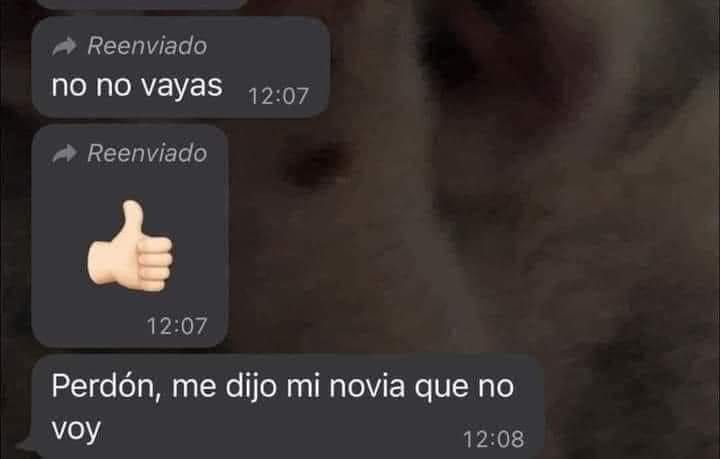 Reenviado
no no vayas 12:07
Reenviado
👍🏻
12:07
Perdón, me dijo mi novia que no
voy 12:08